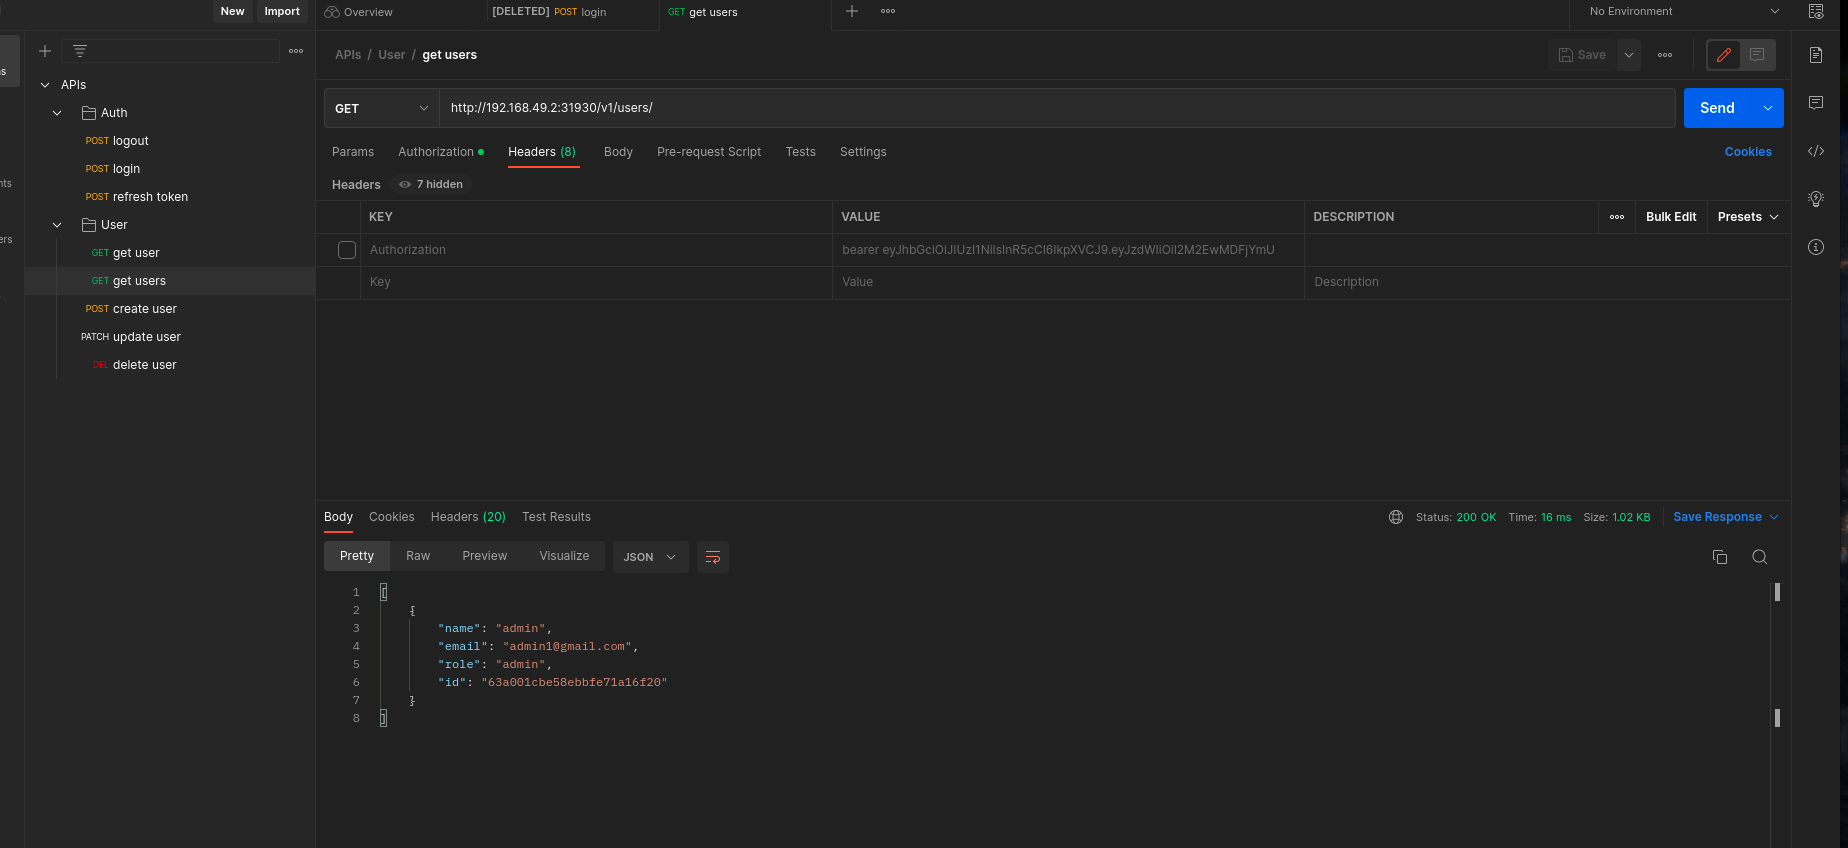 New Import
Overview
[DELETED] POST login
GET get users
No Environment
s
APIs
Auth
POST logout
POST login
POST refresh token
User
GET get user
GET get users
POST create user
PATCH update user
DEL delete user
nts
ers
APIs / User / get users
Save
GET http://192.168.49.2:31930/v1/users/
Send
Params Authorization Headers (8) Body Pre-request Script Tests Settings
Cookies
Headers 7 hidden
KEY VALUE DESCRIPTION Bulk Edit Presets
Authorization bearer
Key Value Description
Body Cookies Headers (20) Test Results
Status: 200 OK Time: 16 ms Size: 1.02 KB Save Response
Pretty Raw Preview Visualize JSON
1 [
2 {
3 "name": "admin",
4 "email": "admin1@gmail.com",
5 "role": "admin",
6 "id": "63a001cbe58ebbfe71a16f20"
7 }
8 ]